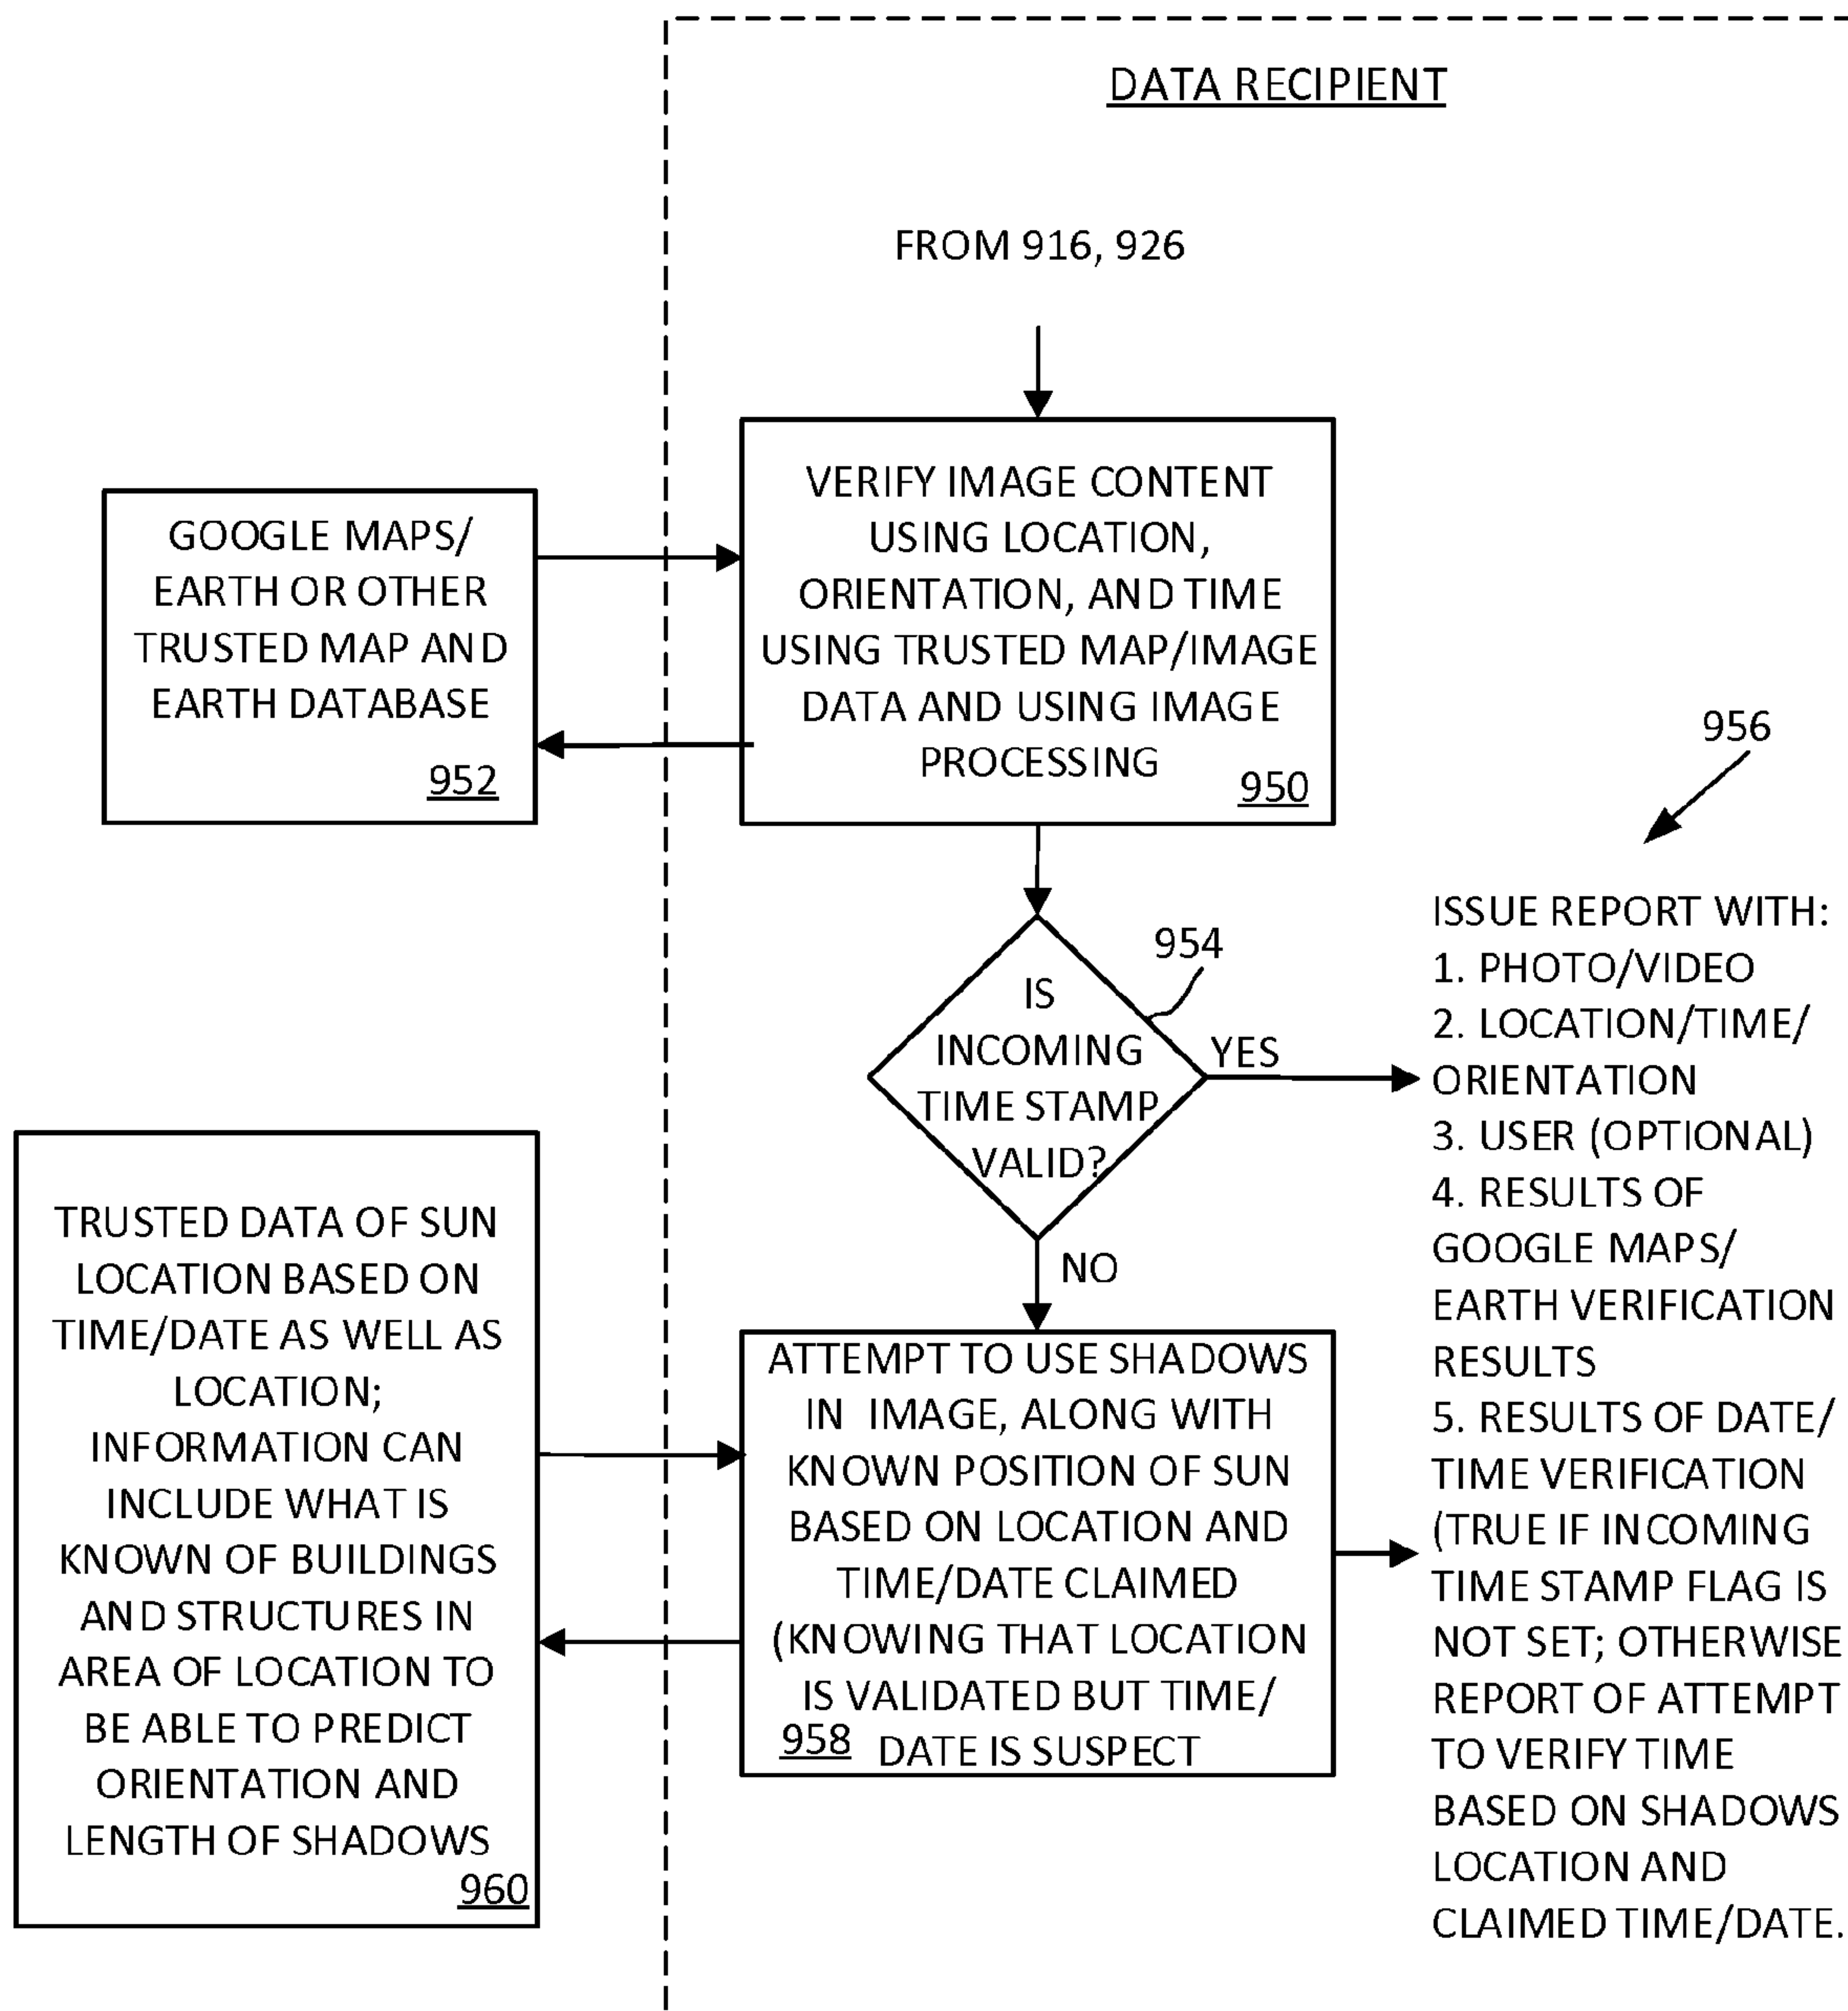 DATA RECIPIENT
FROM 916, 926
GOOGLE MAPS/
EARTH OR OTHER
TRUSTED MAP AND
EARTH DATABASE
952
VERIFY IMAGE CONTENT
USING LOCATION,
ORIENTATION, AND TIME
USING TRUSTED MAP/IMAGE
DATA AND USING IMAGE
PROCESSING
950
954
IS
INCOMING
TIME STAMP
VALID?
YES
NO
TRUSTED DATA OF SUN
LOCATION BASED ON
TIME/DATE AS WELL AS
LOCATION;
INFORMATION CAN
INCLUDE WHAT IS
KNOWN OF BUILDINGS
AND STRUCTURES IN
AREA OF LOCATION TO
BE ABLE TO PREDICT
ORIENTATION AND
LENGTH OF SHADOWS
960
ATTEMPT TO USE SHADOWS
IN IMAGE, ALONG WITH
KNOWN POSITION OF SUN
BASED ON LOCATION AND
TIME/DATE CLAIMED
(KNOWING THAT LOCATION
IS VALIDATED BUT TIME/
DATE IS SUSPECT
958
956
ISSUE REPORT WITH:
1. PHOTO/VIDEO
2. LOCATION/TIME/
ORIENTATION
3. USER (OPTIONAL)
4. RESULTS OF
GOOGLE MAPS/
EARTH VERIFICATION
RESULTS
5. RESULTS OF DATE/
TIME VERIFICATION
(TRUE IF INCOMING
TIME STAMP FLAG IS
NOT SET; OTHERWISE
REPORT OF ATTEMPT
TO VERIFY TIME
BASED ON SHADOWS
LOCATION AND
CLAIMED TIME/DATE.